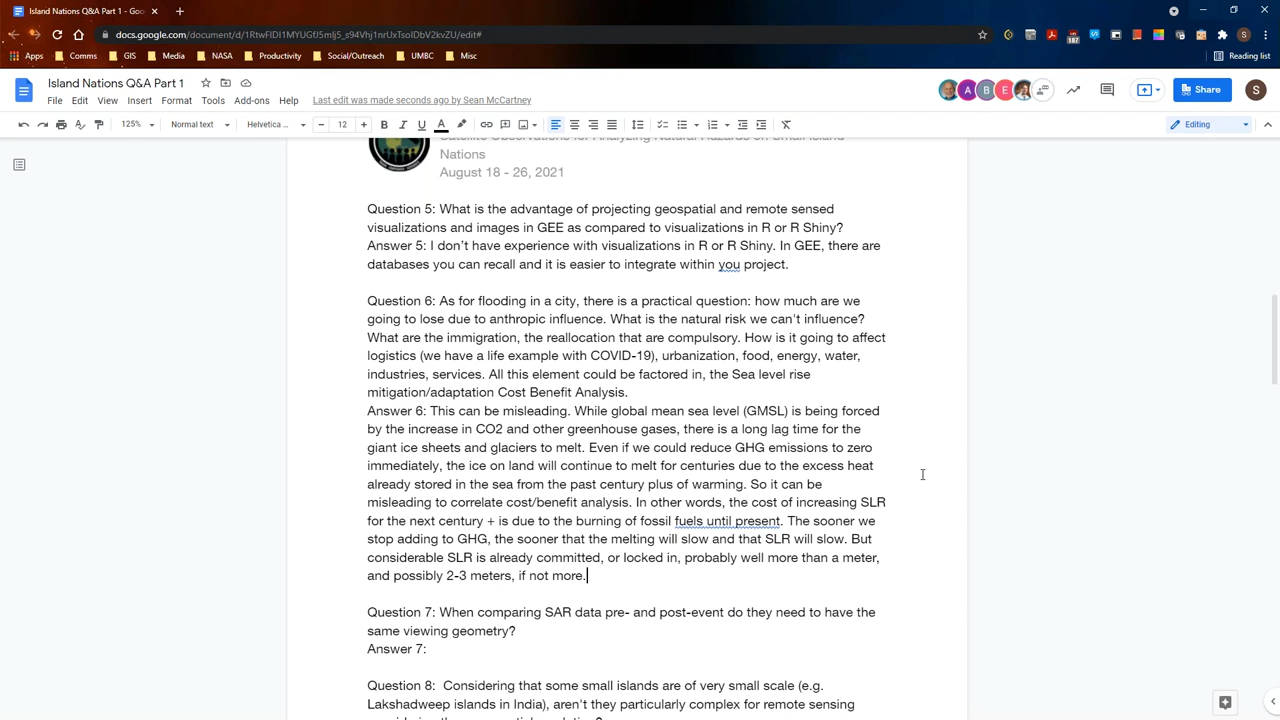 Island Nations Q&A Part 1 - Goo
docs.google.com/document/d/1RtwFIDI1MYUGfJ5mIj5_s94Vhj1nrUxTsoIDbV2kvZU/edit#
Apps Comms GIS Media NASA Productivity Social/Outreach UMBC Misc Reading list
Island Nations Q&A Part 1
File Edit View Insert Format Tools Add-ons Help Last edit was made seconds ago by Sean McCartney
A B E Share S
125% Normal text Helvetica ... 12 B I U A Editing
Satellite Observations for Analyzing Natural Hazards on Small Island
Nations
August 18 - 26, 2021
Question 5: What is the advantage of projecting geospatial and remote sensed
visualizations and images in GEE as compared to visualizations in R or R Shiny?
Answer 5: I don't have experience with visualizations in R or R Shiny. In GEE, there are
databases you can recall and it is easier to integrate within you project.
Question 6: As for flooding in a city, there is a practical question: how much are we
going to lose due to anthropic influence. What is the natural risk we can't influence?
What are the immigration, the reallocation that are compulsory. How is it going to affect
logistics (we have a life example with COVID-19), urbanization, food, energy, water,
industries, services. All this element could be factored in, the Sea level rise
mitigation/adaptation Cost Benefit Analysis.
Answer 6: This can be misleading. While global mean sea level (GMSL) is being forced
by the increase in CO2 and other greenhouse gases, there is a long lag time for the
giant ice sheets and glaciers to melt. Even if we could reduce GHG emissions to zero
immediately, the ice on land will continue to melt for centuries due to the excess heat
already stored in the sea from the past century plus of warming. So it can be
misleading to correlate cost/benefit analysis. In other words, the cost of increasing SLR
for the next century + is due to the burning of fossil fuels until present. The sooner we
stop adding to GHG, the sooner that the melting will slow and that SLR will slow. But
considerable SLR is already committed, or locked in, probably well more than a meter,
and possibly 2-3 meters, if not more.
Question 7: When comparing SAR data pre- and post-event do they need to have the
same viewing geometry?
Answer 7:
Question 8: Considering that some small islands are of very small scale (e.g.
Lakshadweep islands in India), aren't they particularly complex for remote sensing